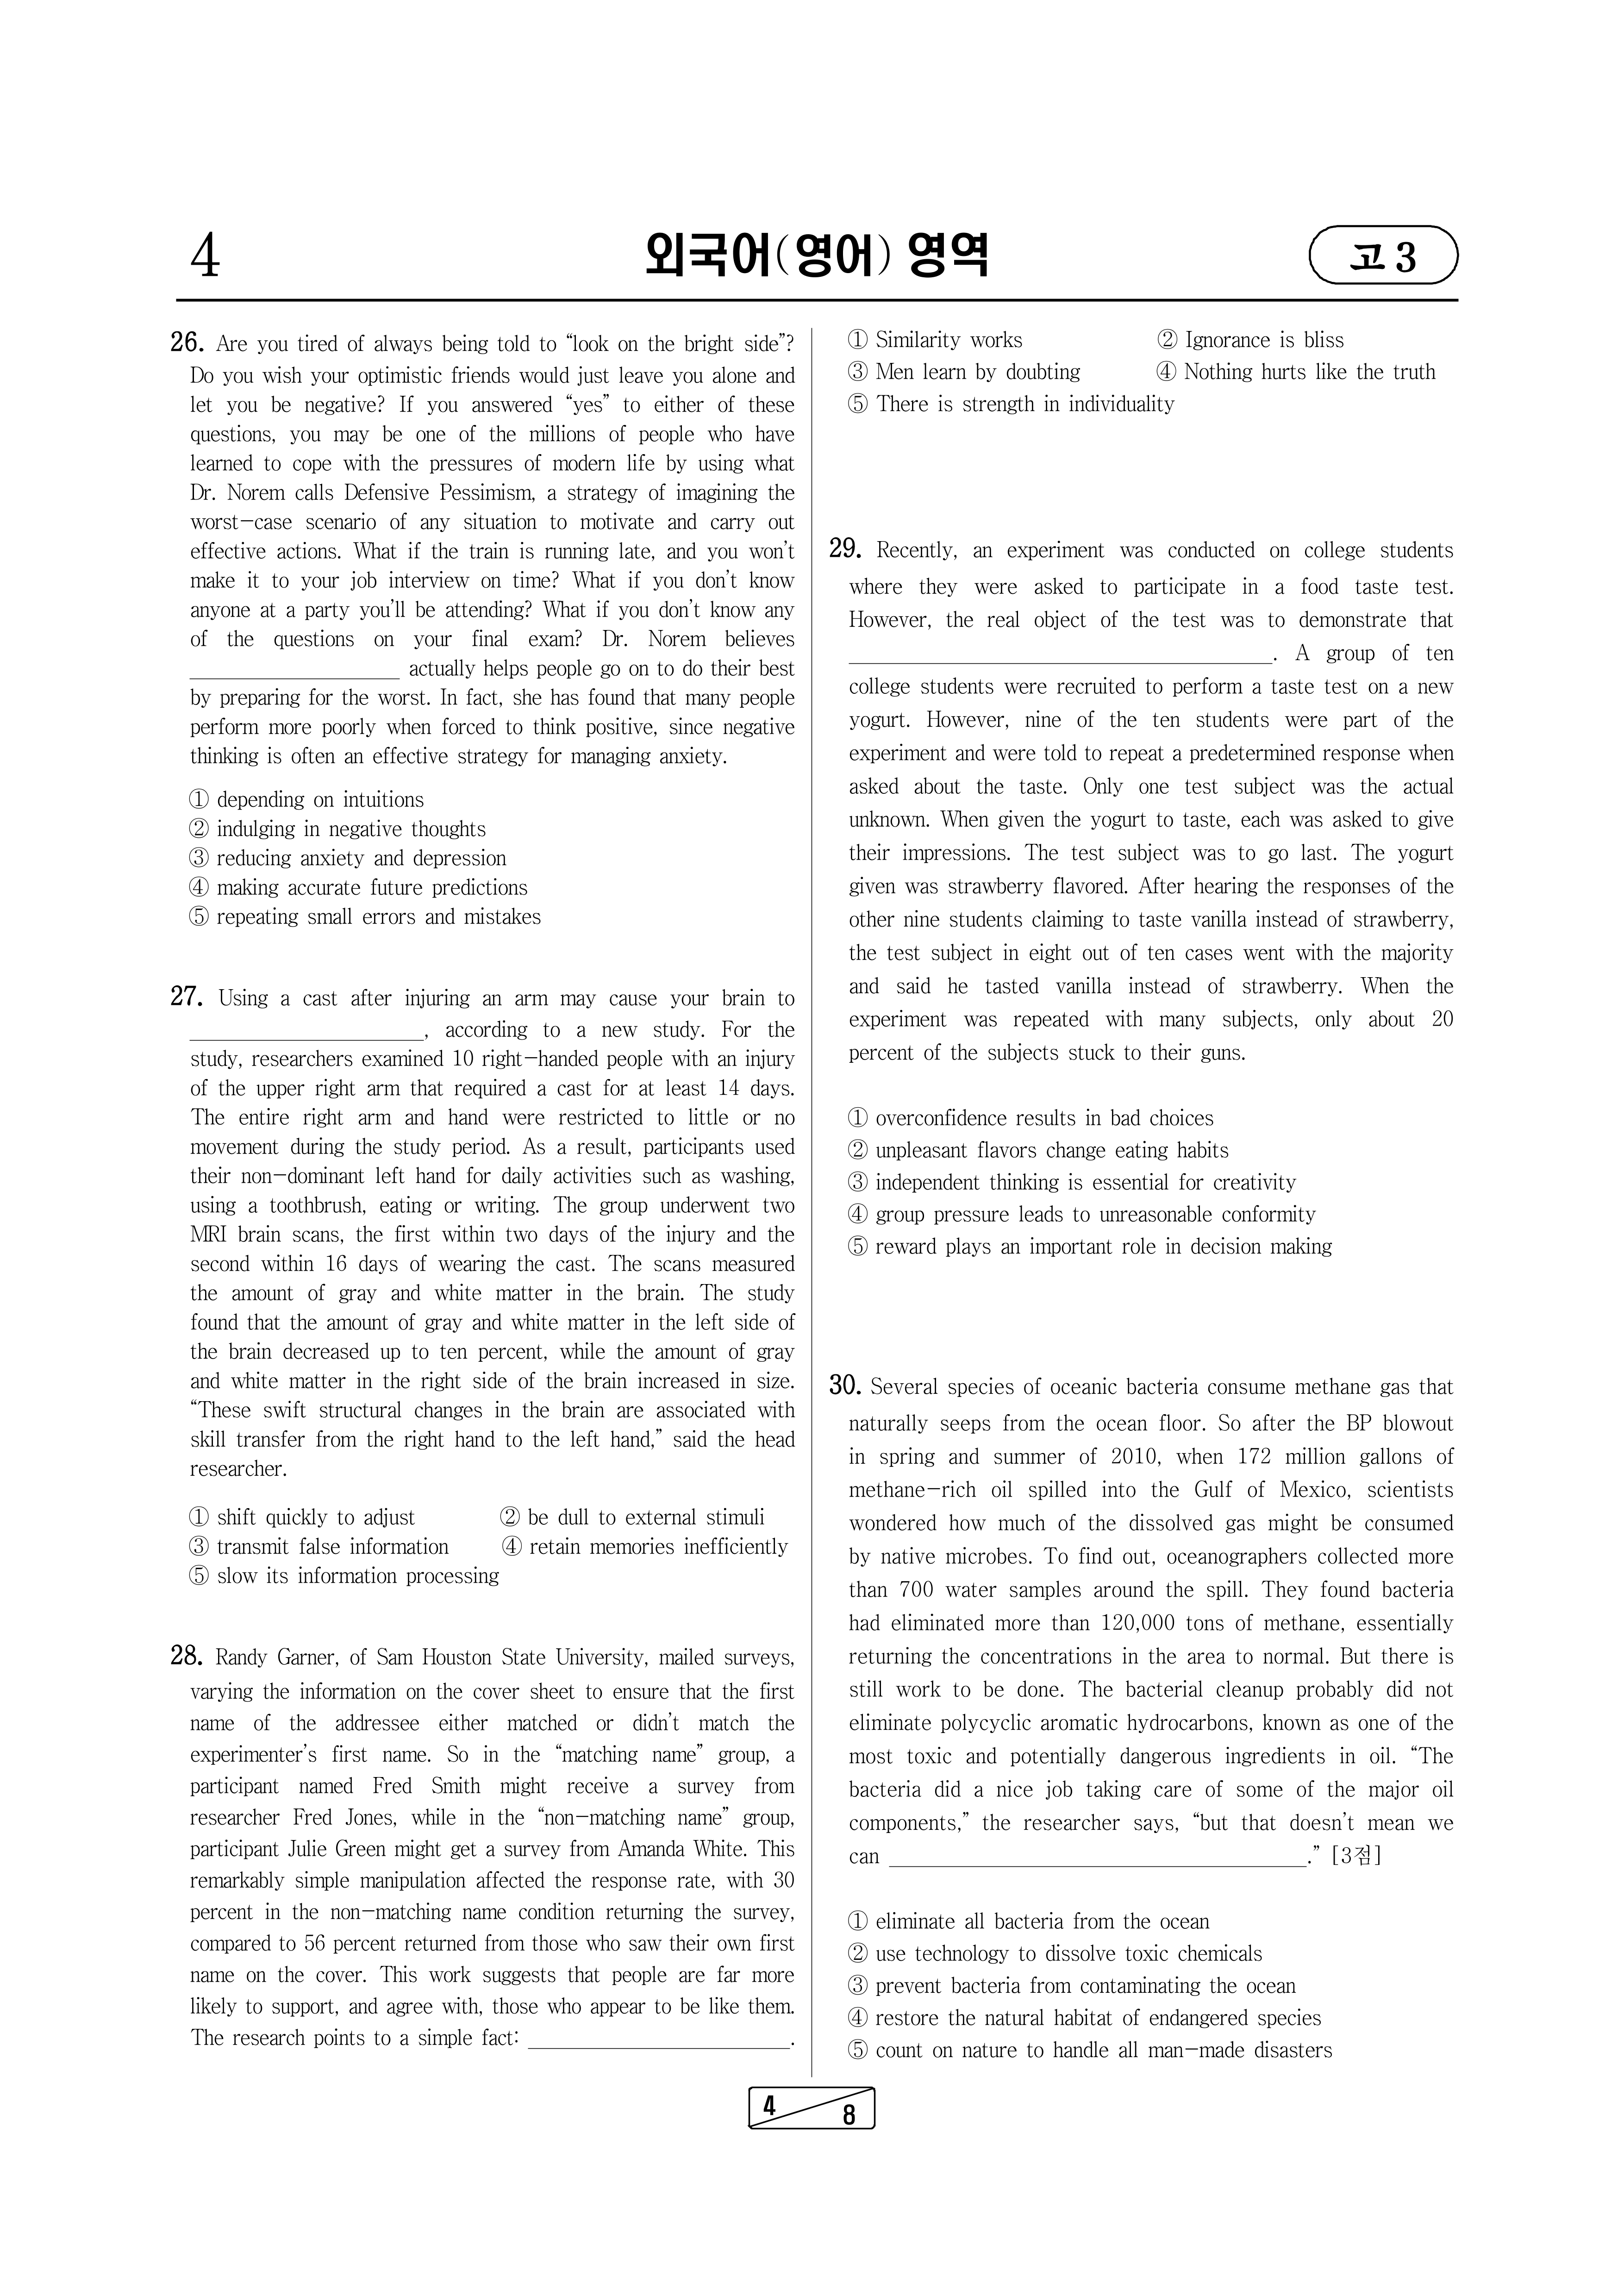 4
외국어(영어) 영역
고 3
26. Are you tired of always being told to “look on the bright side”?
Do you wish your optimistic friends would just leave you alone and
let you be negative? If you answered “yes” to either of these
questions, you may be one of the millions of people who have
learned to cope with the pressures of modern life by using what
Dr. Norem calls Defensive Pessimism, a strategy of imagining the
worst-case scenario of any situation to motivate and carry out
effective actions. What if the train is running late, and you won’t
make it to your job interview on time? What if you don’t know
anyone at a party you’ll be attending? What if you don’t know any
of the questions on your final exam? Dr. Norem believes
____________________ actually helps people go on to do their best
by preparing for the worst. In fact, she has found that many people
perform more poorly when forced to think positive, since negative
thinking is often an effective strategy for managing anxiety.
① depending on intuitions
② indulging in negative thoughts
③ reducing anxiety and depression
④ making accurate future predictions
⑤ repeating small errors and mistakes
27. Using a cast after injuring an arm may cause your brain to
____________________, according to a new study. For the
study, researchers examined 10 right-handed people with an injury
of the upper right arm that required a cast for at least 14 days.
The entire right arm and hand were restricted to little or no
movement during the study period. As a result, participants used
their non-dominant left hand for daily activities such as washing,
using a toothbrush, eating or writing. The group underwent two
MRI brain scans, the first within two days of the injury and the
second within 16 days of wearing the cast. The scans measured
the amount of gray and white matter in the brain. The study
found that the amount of gray and white matter in the left side of
the brain decreased up to ten percent, while the amount of gray
and white matter in the right side of the brain increased in size.
“These swift structural changes in the brain are associated with
skill transfer from the right hand to the left hand,” said the head
researcher.
① shift quickly to adjust ② be dull to external stimuli
③ transmit false information ④ retain memories inefficiently
⑤ slow its information processing
28. Randy Garner, of Sam Houston State University, mailed surveys,
varying the information on the cover sheet to ensure that the first
name of the addressee either matched or didn’t match the
experimenter’s first name. So in the “matching name” group, a
participant named Fred Smith might receive a survey from
researcher Fred Jones, while in the “non-matching name” group,
participant Julie Green might get a survey from Amanda White. This
remarkably simple manipulation affected the response rate, with 30
percent in the non-matching name condition returning the survey,
compared to 56 percent returned from those who saw their own first
name on the cover. This work suggests that people are far more
likely to support, and agree with, those who appear to be like them.
The research points to a simple fact: ____________________.
① Similarity works ② Ignorance is bliss
③ Men learn by doubting ④ Nothing hurts like the truth
⑤ There is strength in individuality
29. Recently, an experiment was conducted on college students
where they were asked to participate in a food taste test.
However, the real object of the test was to demonstrate that
____________________. A group of ten
college students were recruited to perform a taste test on a new
yogurt. However, nine of the ten students were part of the
experiment and were told to repeat a predetermined response when
asked about the taste. Only one test subject was the actual
unknown. When given the yogurt to taste, each was asked to give
their impressions. The test subject was to go last. The yogurt
given was strawberry flavored. After hearing the responses of the
other nine students claiming to taste vanilla instead of strawberry,
the test subject in eight out of ten cases went with the majority
and said he tasted vanilla instead of strawberry. When the
experiment was repeated with many subjects, only about 20
percent of the subjects stuck to their guns.
① overconfidence results in bad choices
② unpleasant flavors change eating habits
③ independent thinking is essential for creativity
④ group pressure leads to unreasonable conformity
⑤ reward plays an important role in decision making
30. Several species of oceanic bacteria consume methane gas that
naturally seeps from the ocean floor. So after the BP blowout
in spring and summer of 2010, when 172 million gallons of
methane-rich oil spilled into the Gulf of Mexico, scientists
wondered how much of the dissolved gas might be consumed
by native microbes. To find out, oceanographers collected more
than 700 water samples around the spill. They found bacteria
had eliminated more than 120,000 tons of methane, essentially
returning the concentrations in the area to normal. But there is
still work to be done. The bacterial cleanup probably did not
eliminate polycyclic aromatic hydrocarbons, known as one of the
most toxic and potentially dangerous ingredients in oil. “The
bacteria did a nice job taking care of some of the major oil
components,” the researcher says, “but that doesn’t mean we
can ____________________.” [3점]
① eliminate all bacteria from the ocean
② use technology to dissolve toxic chemicals
③ prevent bacteria from contaminating the ocean
④ restore the natural habitat of endangered species
⑤ count on nature to handle all man-made disasters
4
8